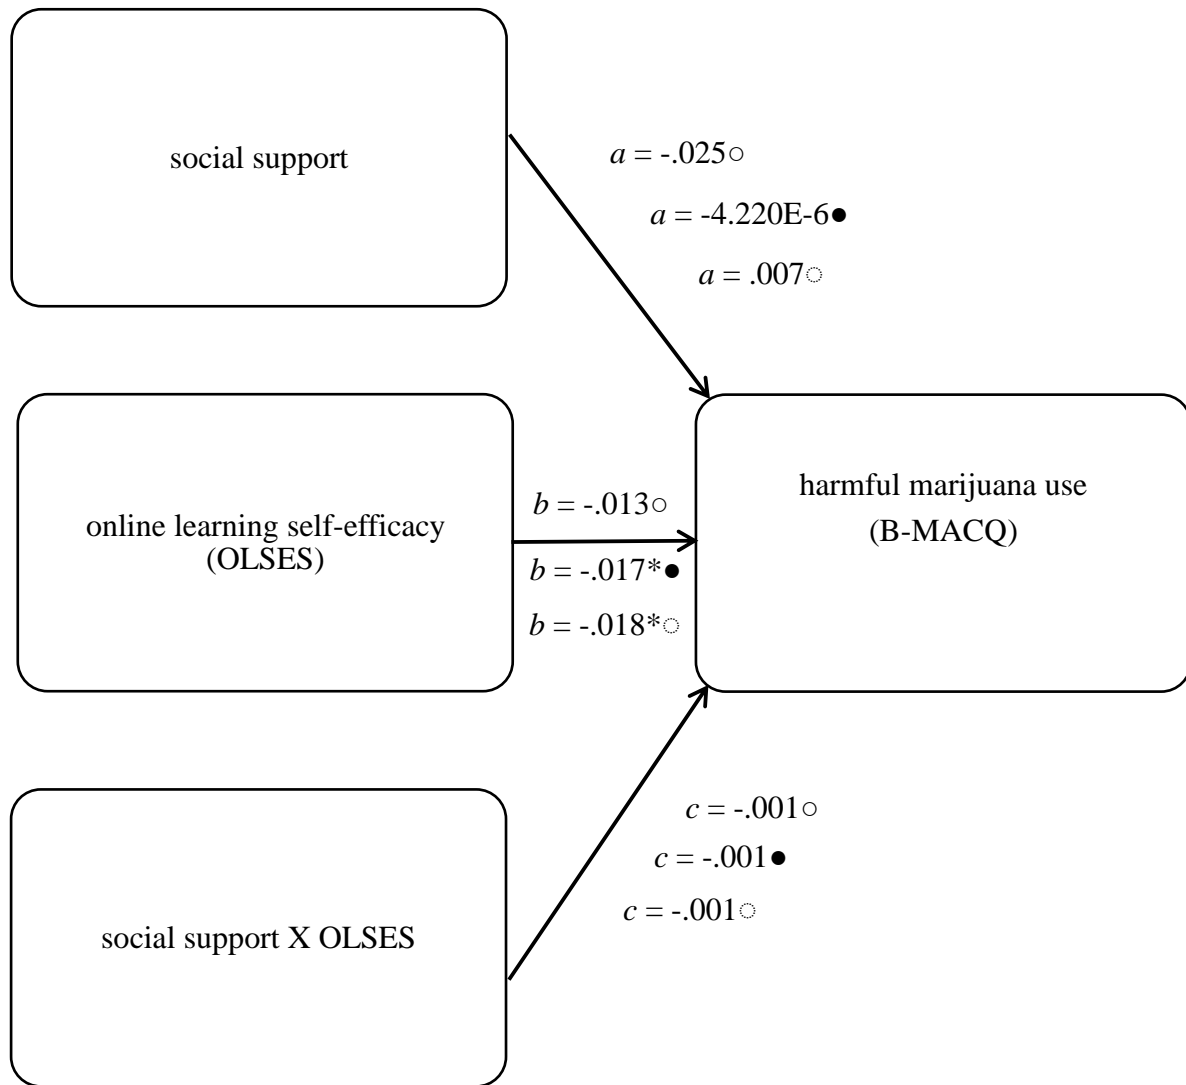 social support
a = -.025○
a = -4.220E-6●
a = .007◌
online learning self-efficacy
(OLSES)
b = -.013○
b = -.017*●
b = -.018*◌
harmful marijuana use
(B-MACQ)
social support X OLSES
c = -.001○
c = -.001●
c = -.001◌